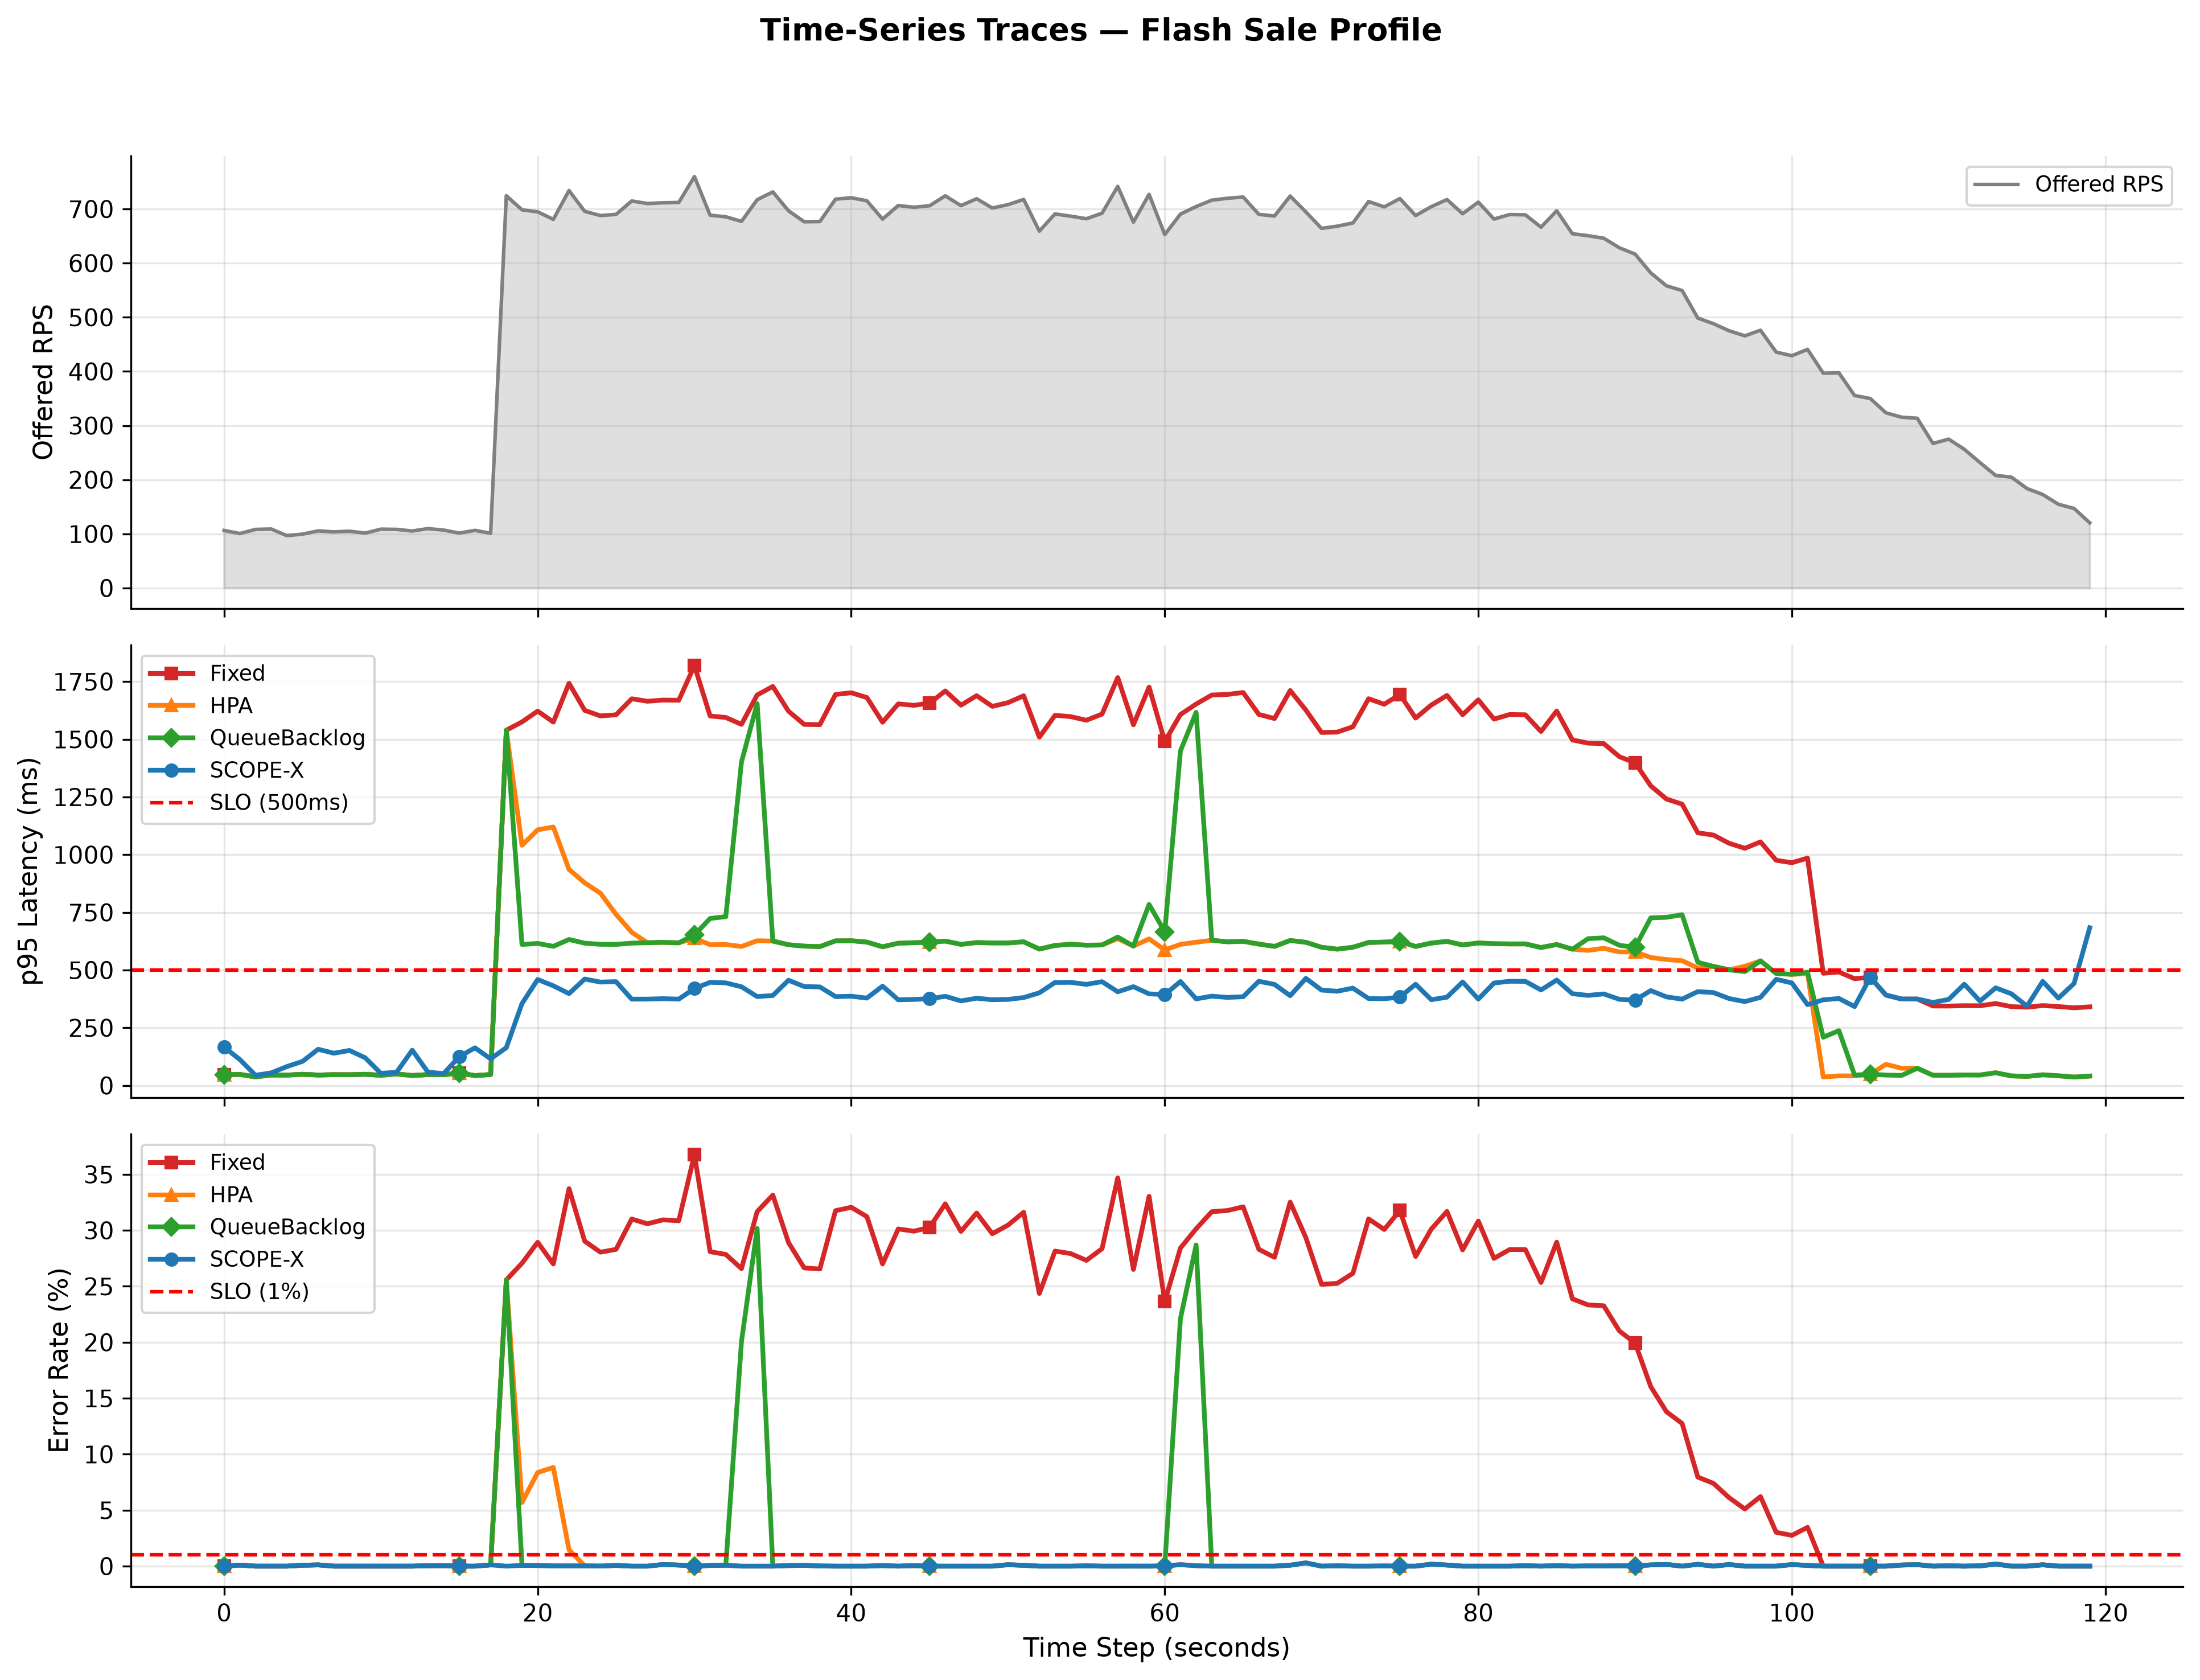 Time-Series Traces — Flash Sale Profile
Offered RPS
700
600
500
400
300
200
100
0
Offered RPS
p95 Latency (ms)
1750
1500
1250
1000
750
500
250
0
Fixed
HPA
QueueBacklog
SCOPE-X
SLO (500ms)
Error Rate (%)
35
30
25
20
15
10
5
0
Fixed
HPA
QueueBacklog
SCOPE-X
SLO (1%)
0 20 40 60 80 100 120
Time Step (seconds)